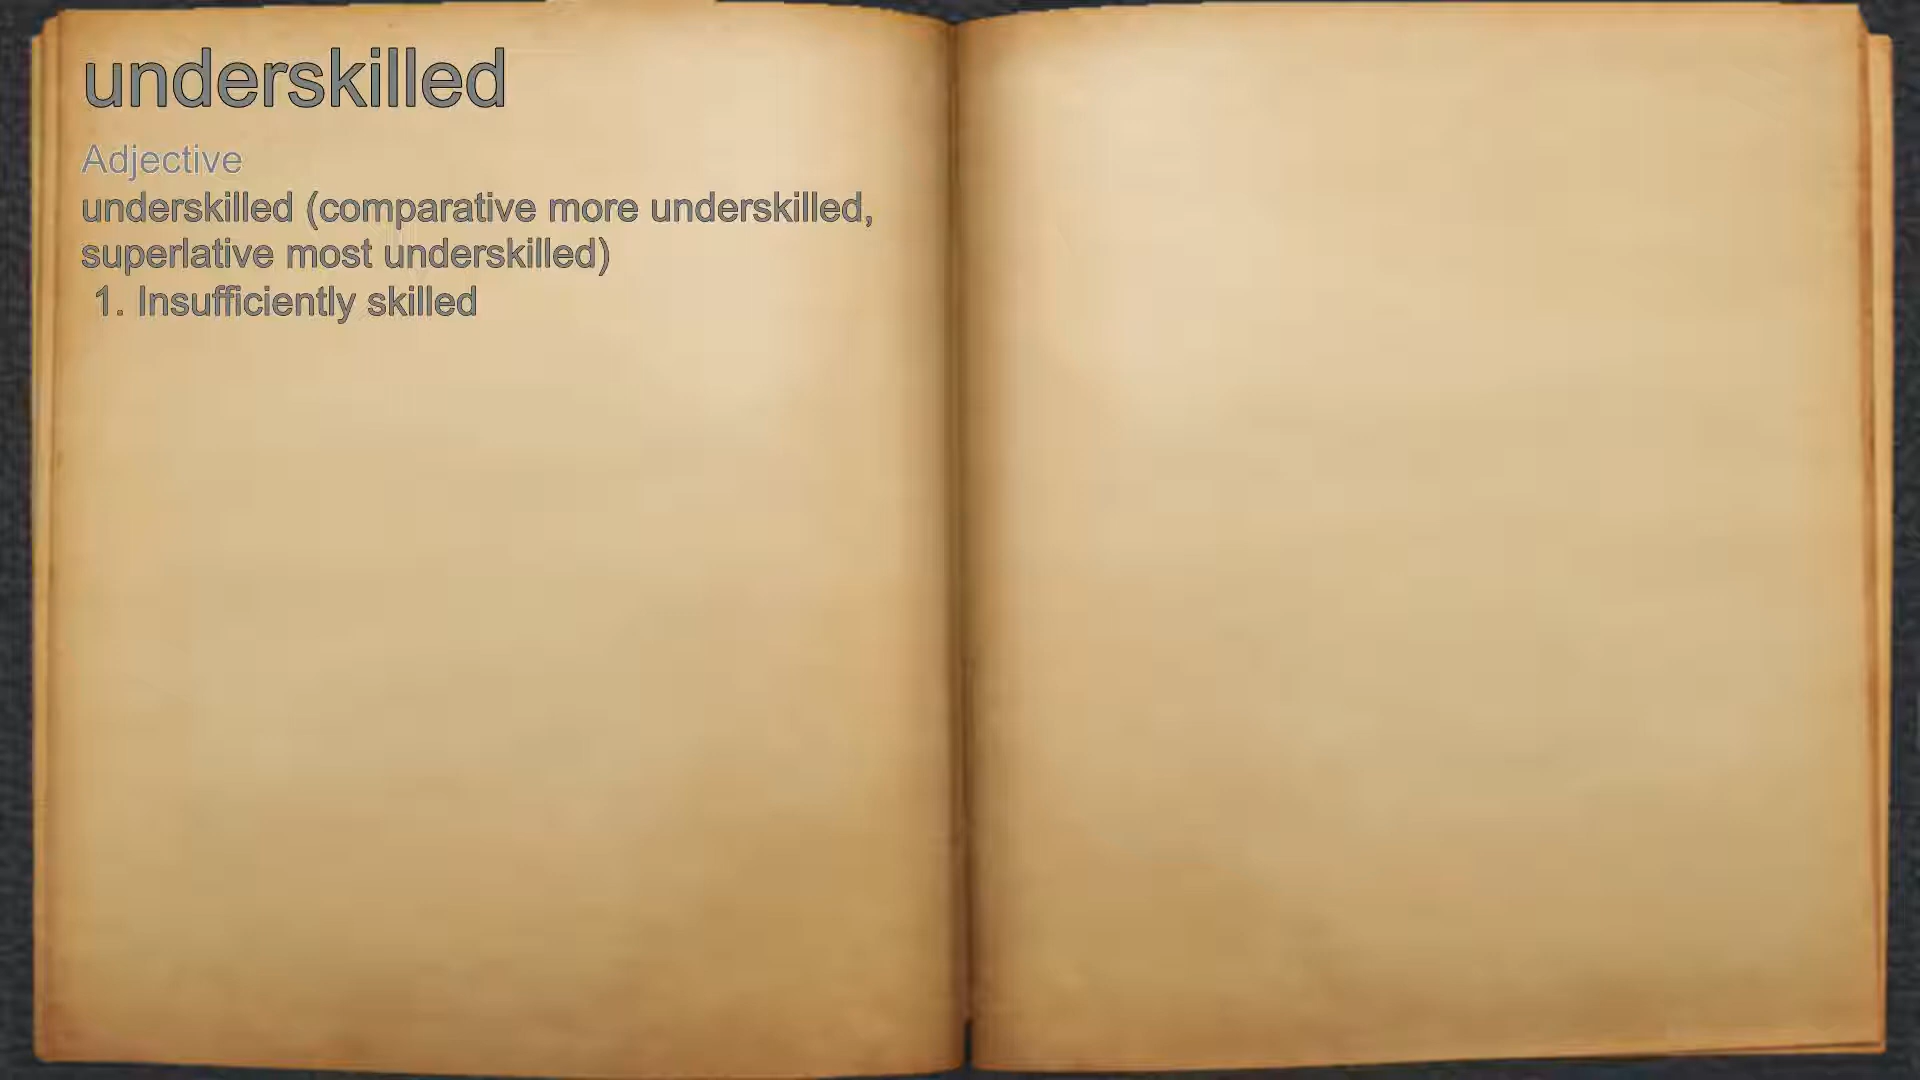 underskilled
Adjective
underskilled (comparative more underskilled,
superlative most underskilled)
1. Insufficiently skilled